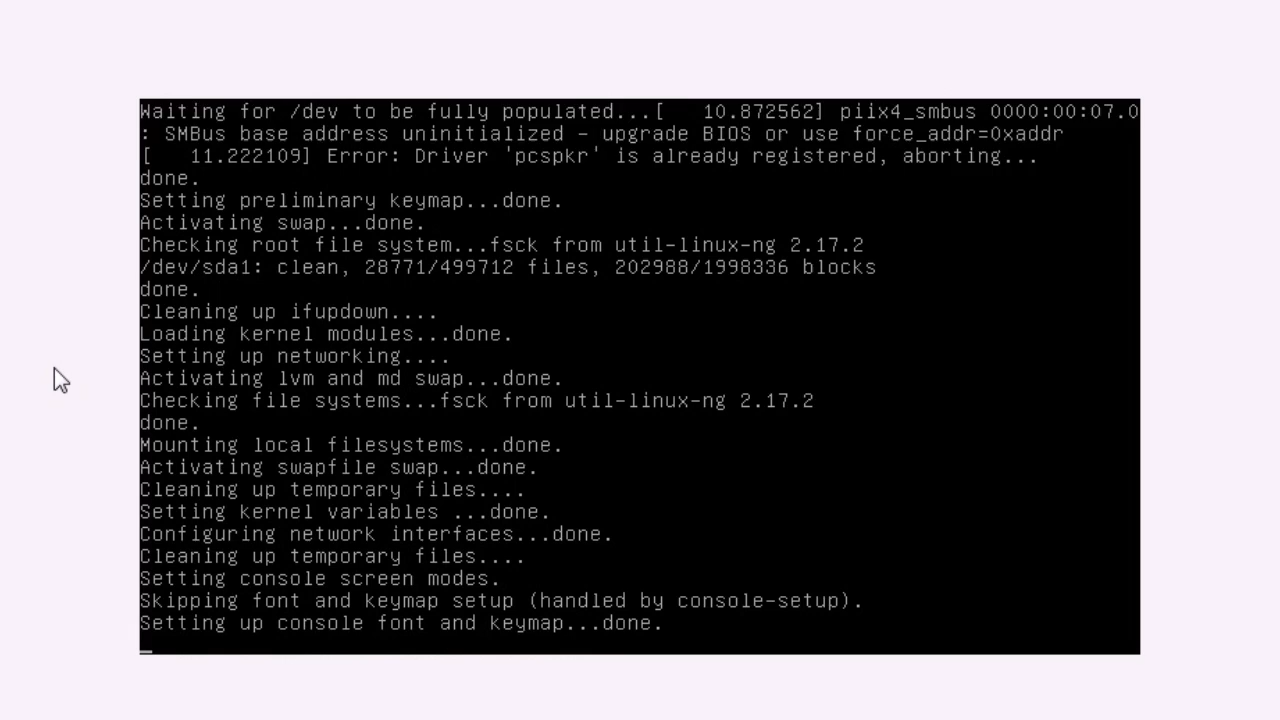 Waiting for /dev to be fully populated...[   10.872562] piix4_smbus 0000:00:07.0
: SMBus base address uninitialized - upgrade BIOS or use force_addr=0xaddr
[   11.222109] Error: Driver 'pcspkr' is already registered, aborting...
done.
Setting preliminary keymap...done.
Activating swap...done.
Checking root file system...fsck from util-linux-ng 2.17.2
/dev/sda1: clean, 28771/499712 files, 202988/1998336 blocks
done.
Cleaning up ifupdown....
Loading kernel modules...done.
Setting up networking....
Activating lvm and md swap...done.
Checking file systems...fsck from util-linux-ng 2.17.2
done.
Mounting local filesystems...done.
Activating swapfile swap...done.
Cleaning up temporary files....
Setting kernel variables ...done.
Configuring network interfaces...done.
Cleaning up temporary files....
Setting console screen modes.
Skipping font and keymap setup (handled by console-setup).
Setting up console font and keymap...done.